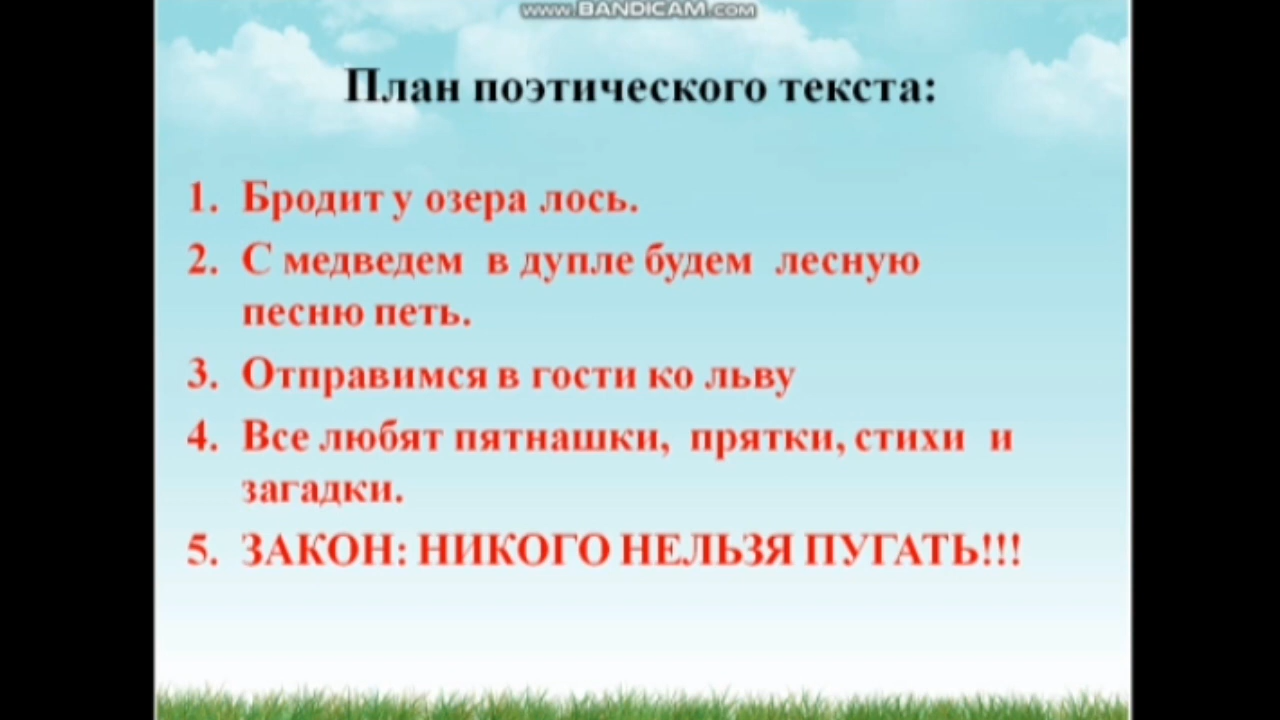 www.BANDICAM.com
План поэтического текста:
1. Бродит у озера лось.
2. С медведем в дупле будем лесную
песню петь.
3. Отправимся в гости ко льву
4. Все любят пятнашки, прятки, стихи и
загадки.
5. ЗАКОН: НИКОГО НЕЛЬЗЯ ПУГАТЬ!!!